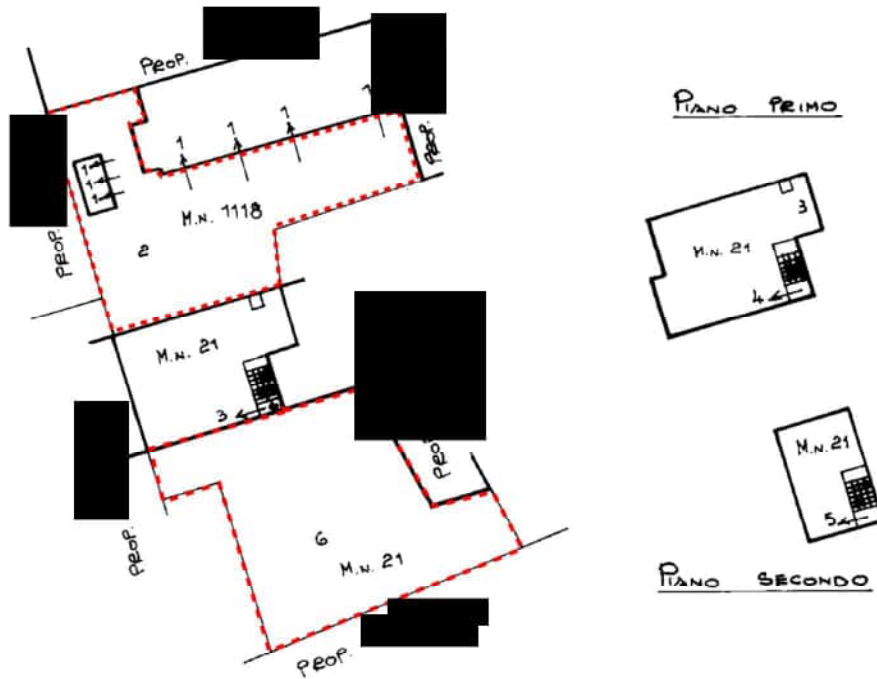 PROP.
PIANO PRIMO
1
1
1
1
PROP.
1
1
1
M.N. 1118
2
PROP.
3
M.N. 21
4
M.N. 21
3
PROP.
M.N. 21
5
6
M.N. 21
PROP.
PIANO SECONDO
PROP.